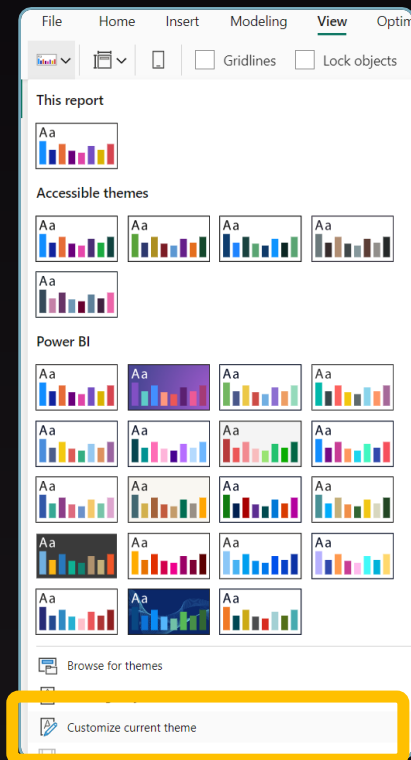 File Home Insert Modeling View Optim
Gridlines Lock objects
This report
Aa
Accessible themes
Aa Aa Aa Aa
Aa
Power BI
Aa Aa Aa Aa
Aa Aa Aa Aa
Aa Aa Aa Aa
Aa Aa Aa Aa
Aa Aa Aa
Browse for themes
Customize current theme